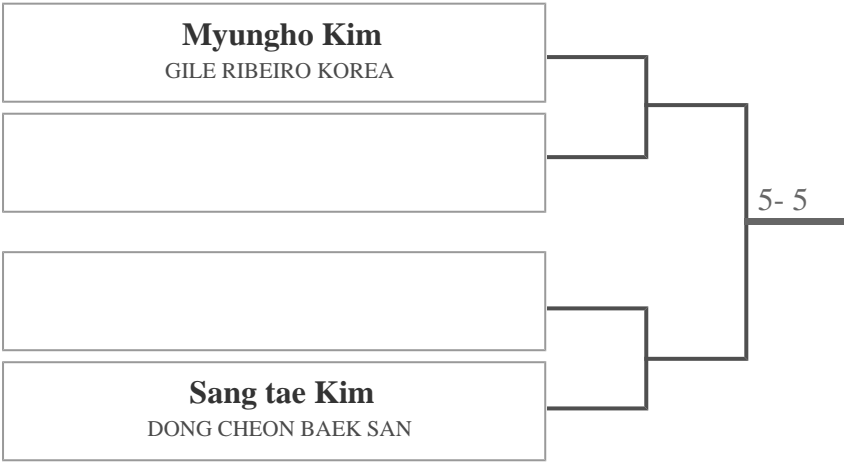 Myungho Kim
GILE RIBEIRO KOREA
5- 5
Sang tae Kim
DONG CHEON BAEK SAN